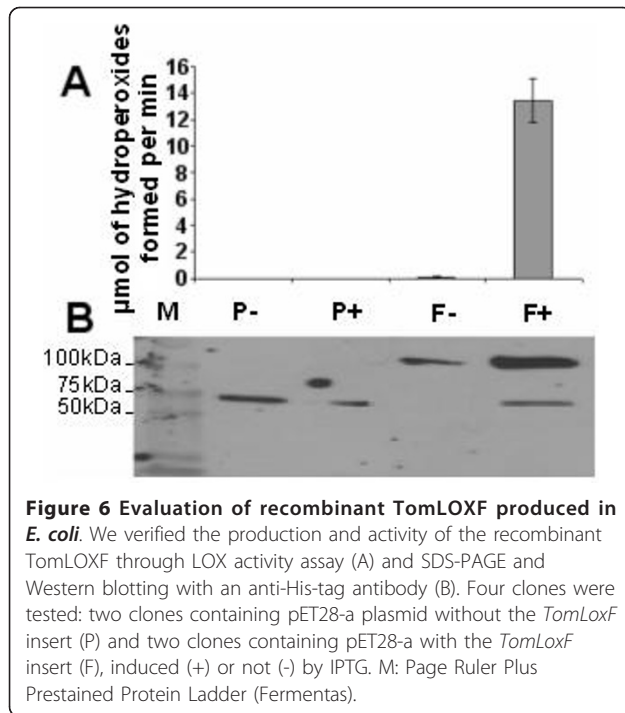 A
µmol of hydroperoxides
formed per min
16
14
12
10
8
6
4
2
0
B
M P- P+ F- F+
100kDa
75kDa
50kDa
Figure 6 Evaluation of recombinant TomLOXF produced in
E. coli. We verified the production and activity of the recombinant
TomLOXF through LOX activity assay (A) and SDS-PAGE and
Western blotting with an anti-His-tag antibody (B). Four clones were
tested: two clones containing pET28-a plasmid without the TomLoxF
insert (P) and two clones containing pET28-a with the TomLoxF
insert (F), induced (+) or not (-) by IPTG. M: Page Ruler Plus
Prestained Protein Ladder (Fermentas).